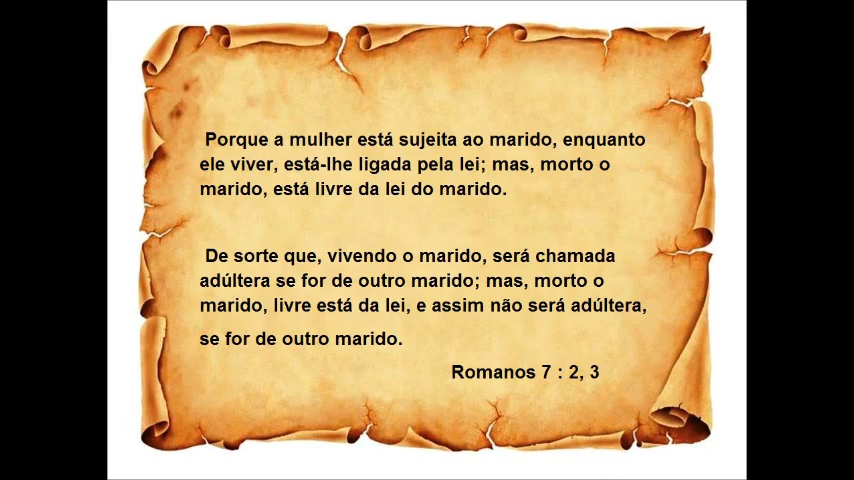 Porque a mulher está sujeita ao marido, enquanto
ele viver, está-lhe ligada pela lei; mas, morto o
marido, está livre da lei do marido.
De sorte que, vivendo o marido, será chamada
adúltera se for de outro marido; mas, morto o
marido, livre está da lei, e assim não será adúltera,
se for de outro marido.
Romanos 7 : 2, 3